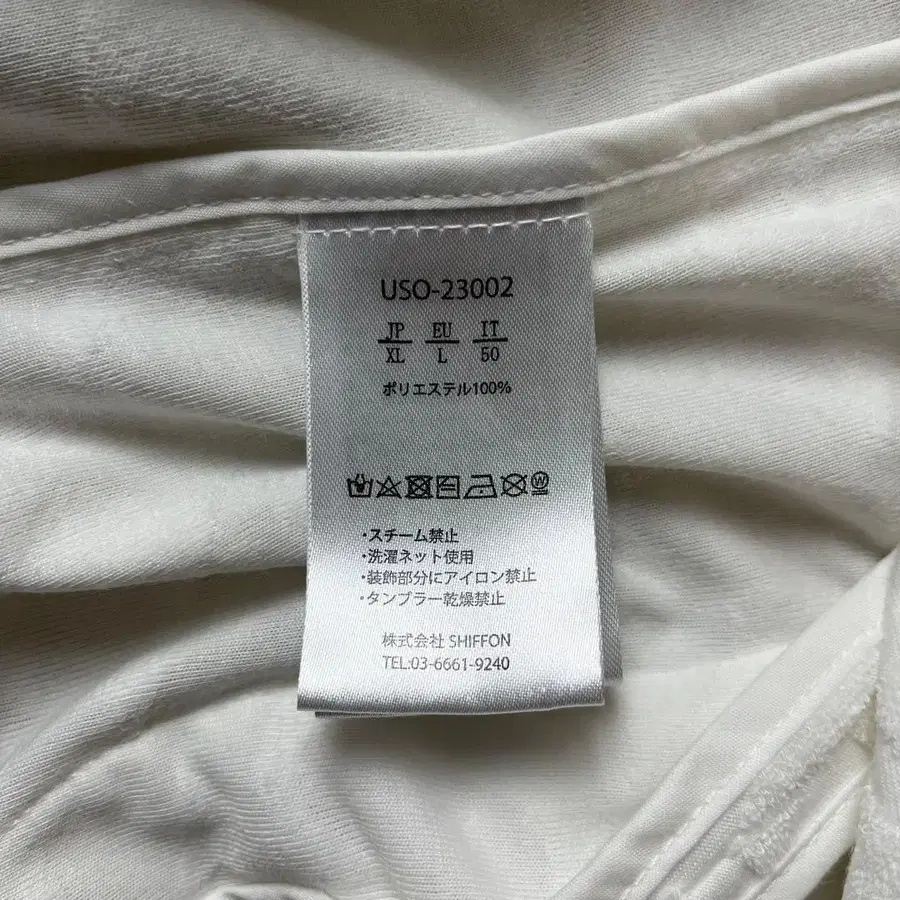 USO-23002
JP EU IT
XL L 50
ポリエステル100%
W
・スチーム禁止
・洗濯ネット使用
・装飾部分にアイロン禁止
・タンブラー乾燥禁止
株式会社 SHIFFON
TEL:03-6661-9240